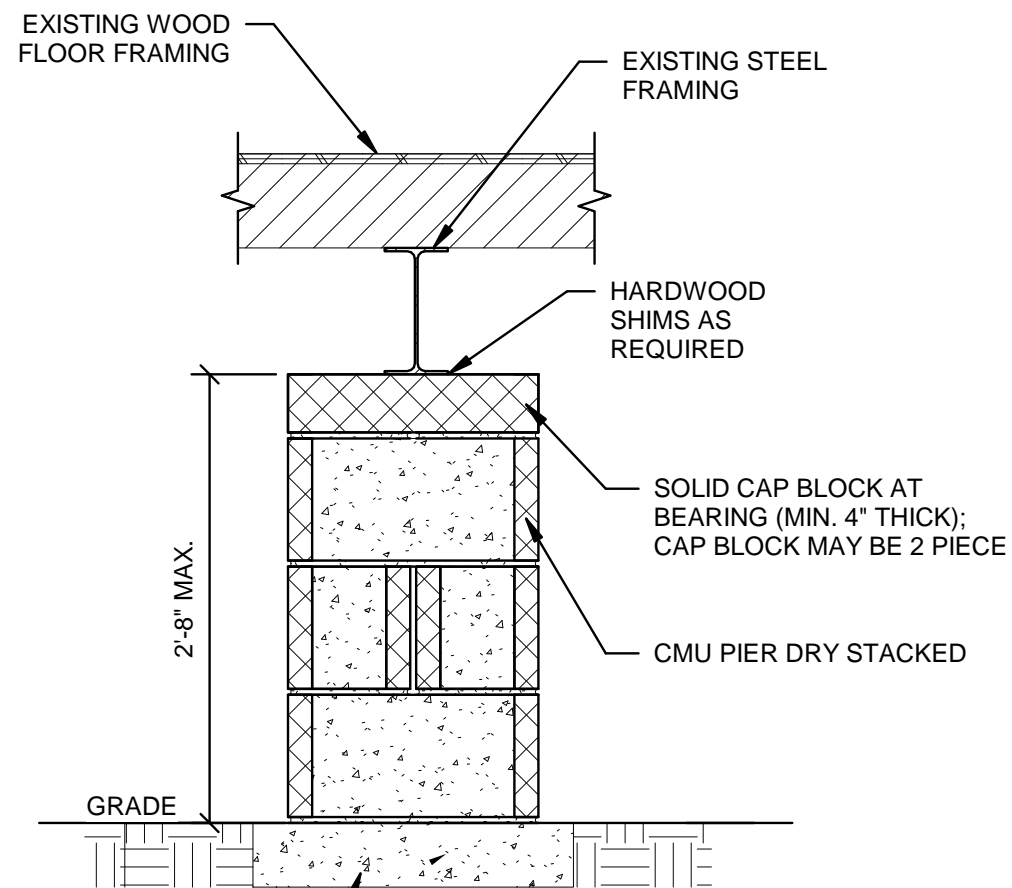 EXISTING WOOD
FLOOR FRAMING
EXISTING STEEL
FRAMING
HARDWOOD
SHIMS AS
REQUIRED
SOLID CAP BLOCK AT
BEARING (MIN. 4" THICK);
CAP BLOCK MAY BE 2 PIECE
2'-8" MAX.
CMU PIER DRY STACKED
GRADE